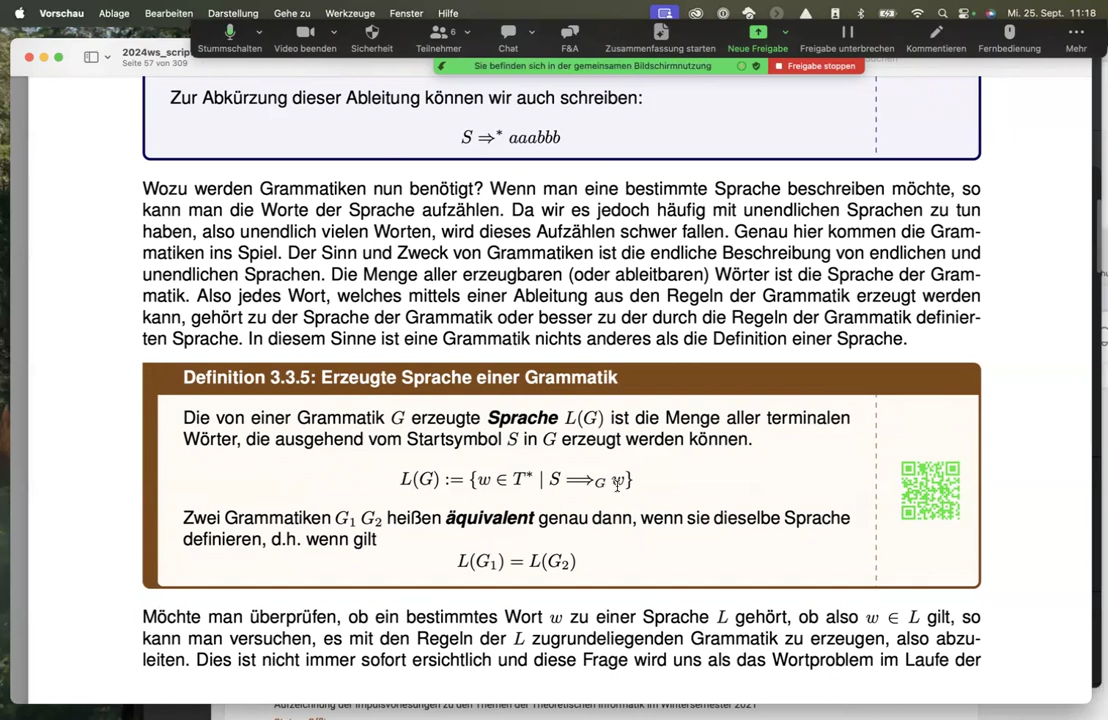 Vorschau Ablage Bearbeiten Darstellung Gehe zu Werkzeuge Fenster Hilfe Mi. 25. Sept. 11:18
Stummschalten Video beenden Sicherheit Teilnehmer 6 Chat F&A Zusammenfassung starten Neue Freigabe Freigabe unterbrechen Kommentieren Fernbedienung Mehr
2024ws_scrip
Seite 57 von 309
Sie befinden sich in der gemeinsamen Bildschirmnutzung Freigabe stoppen
Zur Abkürzung dieser Ableitung können wir auch schreiben:
S ⇒* aaabbb
Wozu werden Grammatiken nun benötigt? Wenn man eine bestimmte Sprache beschreiben möchte, so
kann man die Worte der Sprache aufzählen. Da wir es jedoch häufig mit unendlichen Sprachen zu tun
haben, also unendlich vielen Worten, wird dieses Aufzählen schwer fallen. Genau hier kommen die Gram-
matiken ins Spiel. Der Sinn und Zweck von Grammatiken ist die endliche Beschreibung von endlichen und
unendlichen Sprachen. Die Menge aller erzeugbaren (oder ableitbaren) Wörter ist die Sprache der Gram-
matik. Also jedes Wort, welches mittels einer Ableitung aus den Regeln der Grammatik erzeugt werden
kann, gehört zu der Sprache der Grammatik oder besser zu der durch die Regeln der Grammatik definier-
ten Sprache. In diesem Sinne ist eine Grammatik nichts anderes als die Definition einer Sprache.
Definition 3.3.5: Erzeugte Sprache einer Grammatik
Die von einer Grammatik G erzeugte Sprache L(G) ist die Menge aller terminalen
Wörter, die ausgehend vom Startsymbol S in G erzeugt werden können.
L(G) := {w ∈ T* | S ⟹G w}
Zwei Grammatiken G1 G2 heißen äquivalent genau dann, wenn sie dieselbe Sprache
definieren, d.h. wenn gilt
L(G1) = L(G2)
Möchte man überprüfen, ob ein bestimmtes Wort w zu einer Sprache L gehört, ob also w ∈ L gilt, so
kann man versuchen, es mit den Regeln der L zugrundeliegenden Grammatik zu erzeugen, also abzu-
leiten. Dies ist nicht immer sofort ersichtlich und diese Frage wird uns als das Wortproblem im Laufe der
Aufzeichnung der Impulsvorlesungen zu den Themen der Theoretischen Informatik im Wintersemester 2021